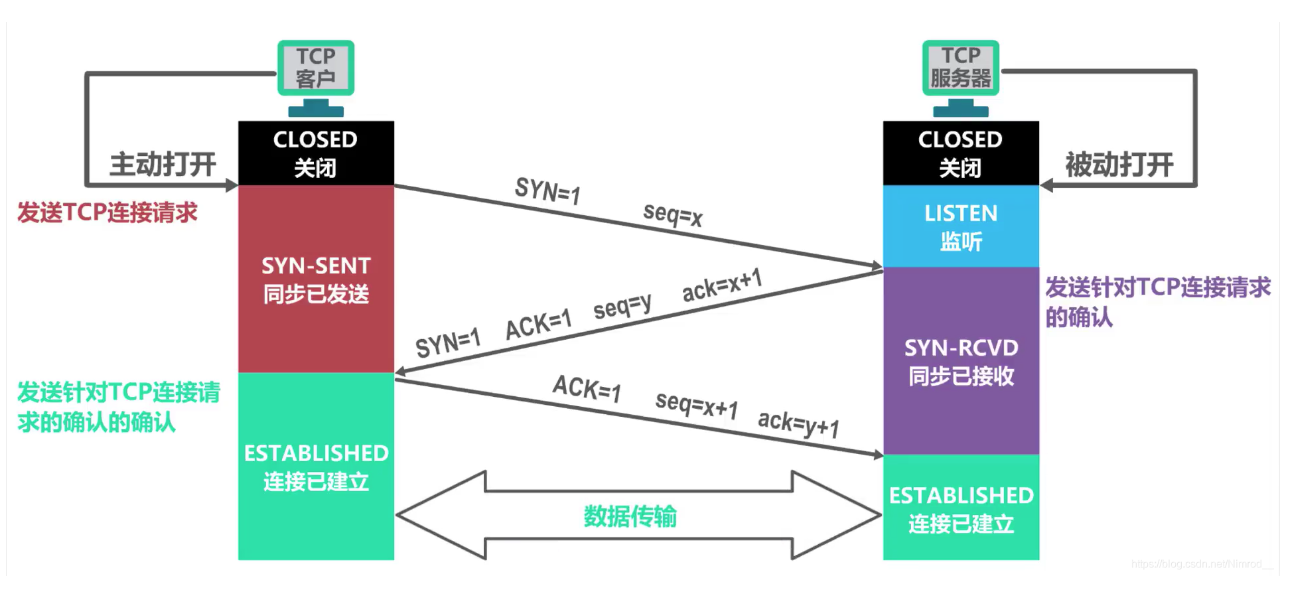 TCP
客户
TCP
服务器
CLOSED
关闭
CLOSED
关闭
主动打开
被动打开
发送TCP连接请求
SYN=1 seq=x
LISTEN
监听
SYN-SENT
同步已发送
发送针对TCP连接请求
的确认
SYN=1 ACK=1 seq=y ack=x+1
SYN-RCVD
同步已接收
发送针对TCP连接请
求的确认的确认
ACK=1 seq=x+1 ack=y+1
ESTABLISHED
连接已建立
ESTABLISHED
连接已建立
数据传输
https://blog.csdn.net/Nimrod__